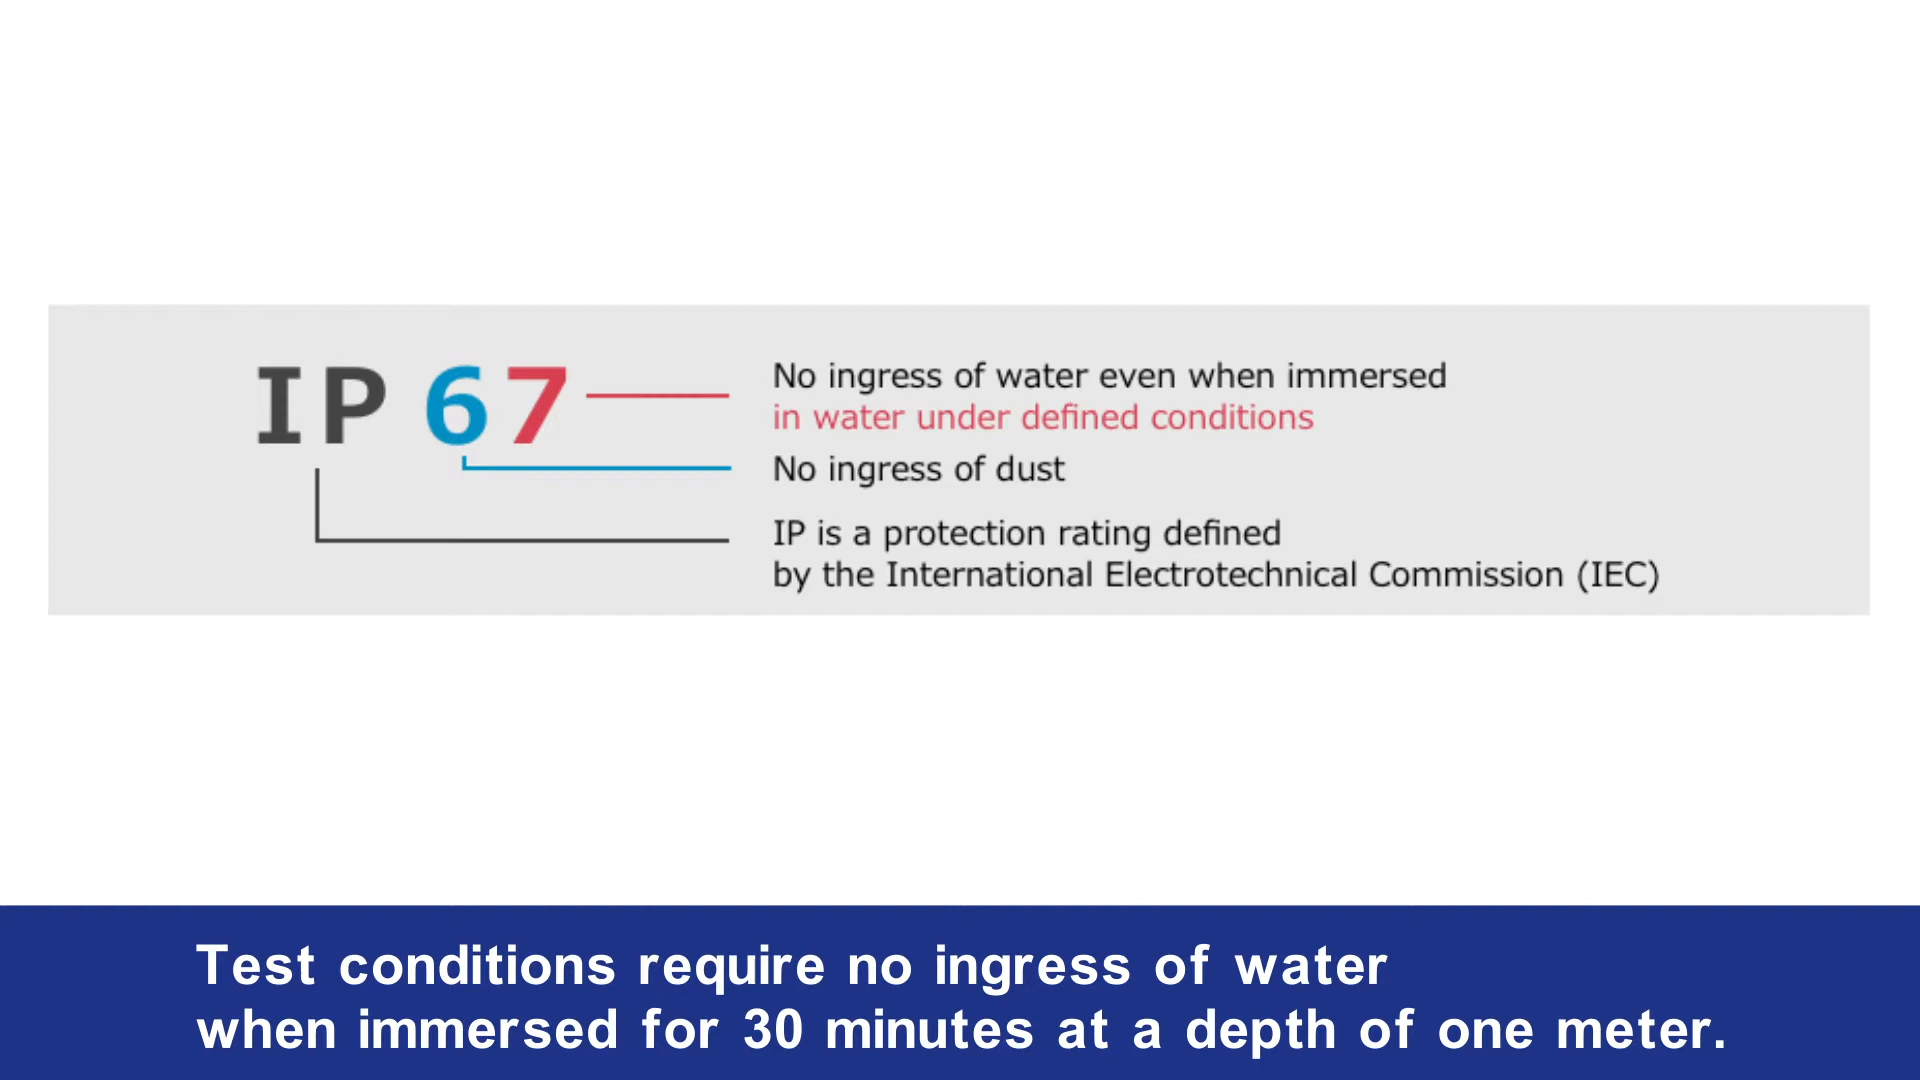 IP 67
No ingress of water even when immersed
in water under defined conditions
No ingress of dust
IP is a protection rating defined
by the International Electrotechnical Commission (IEC)
Test conditions require no ingress of water
when immersed for 30 minutes at a depth of one meter.